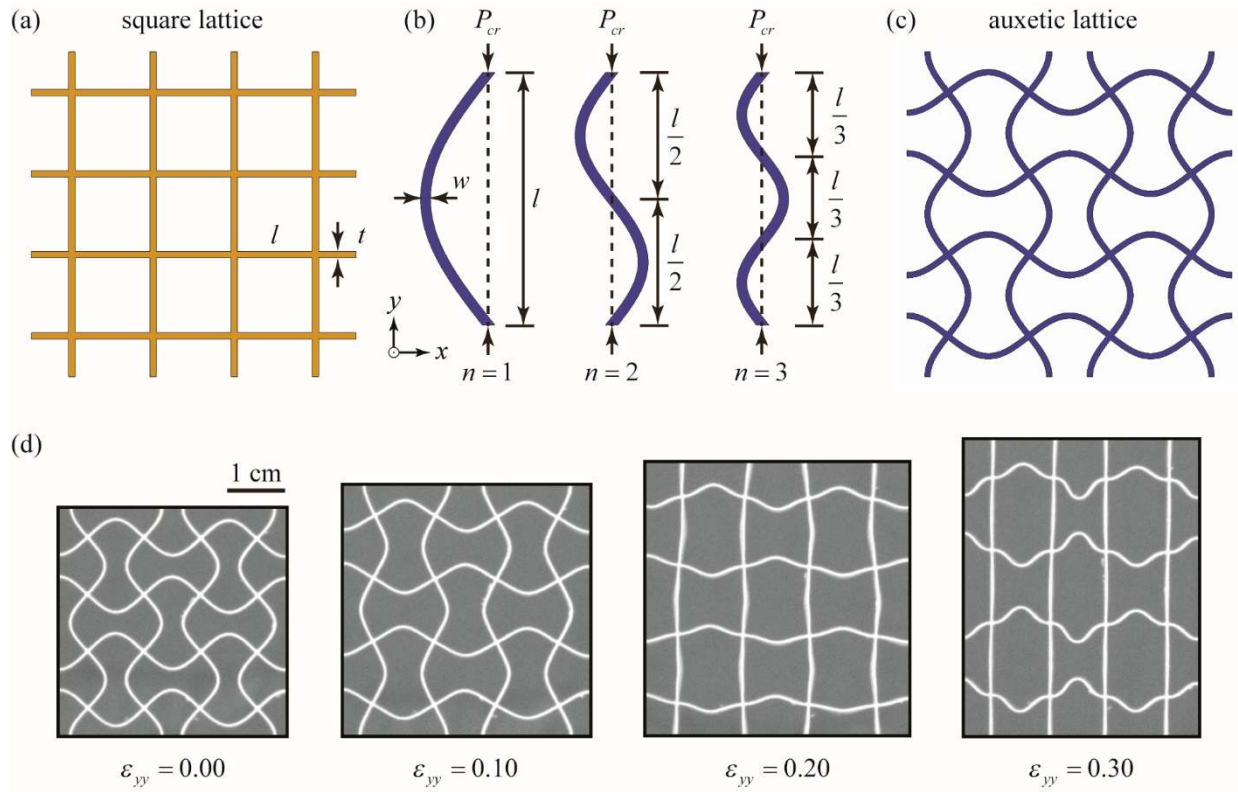 (a) square lattice
l t
(b) P_cr P_cr P_cr
w l
l/2
l/2
l/3
l/3
l/3
y
x
n = 1 n = 2 n = 3
(c) auxetic lattice
(d)
1 cm
ε_yy = 0.00 ε_yy = 0.10 ε_yy = 0.20 ε_yy = 0.30